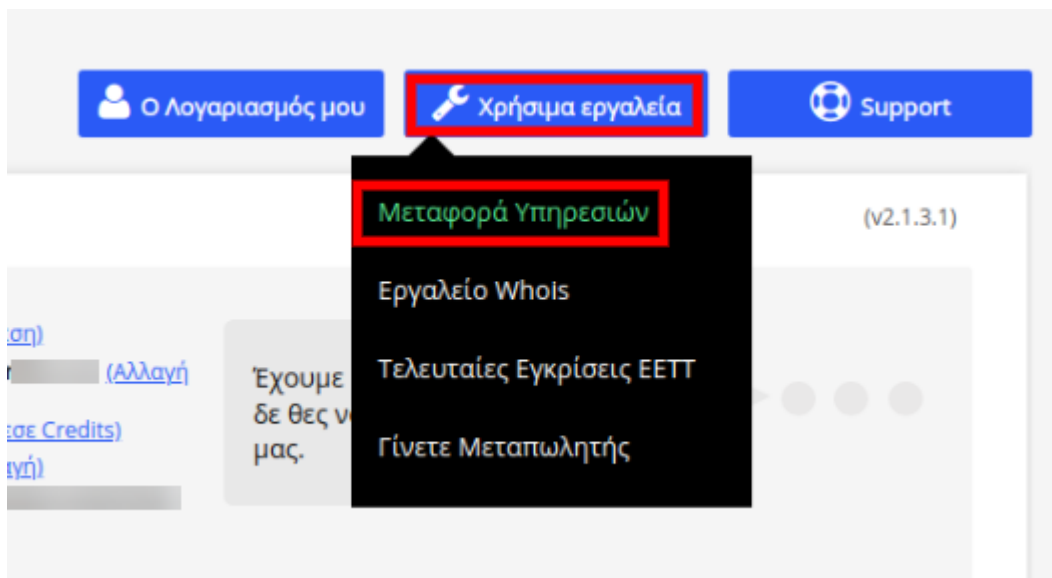 Ο Λογαριασμός μου
Χρήσιμα εργαλεία
Support
Μεταφορά Υπηρεσιών
(v2.1.3.1)
Εργαλείο Whois
Τελευταίες Εγκρίσεις ΕΕΤΤ
Γίνετε Μεταπωλητής
(Αλλαγή
Credits)
Έχουμε
δε θες
μας.